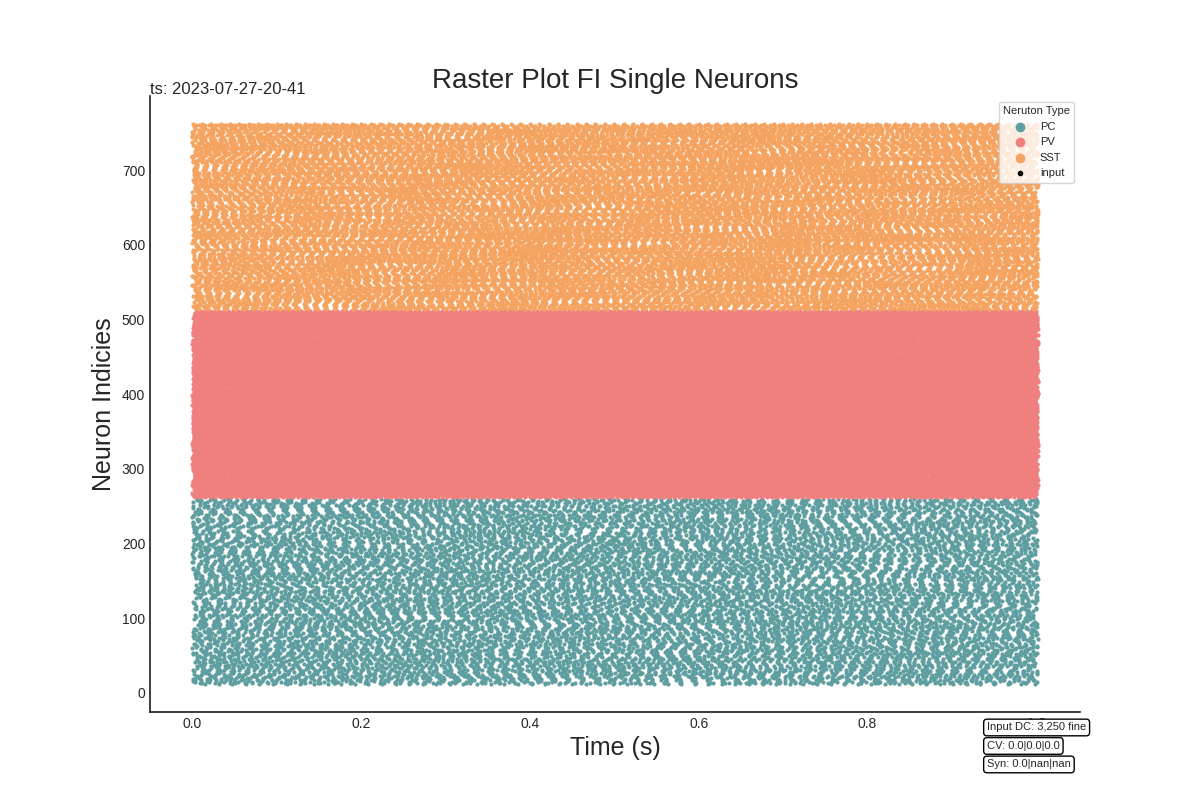 Raster Plot FI Single Neurons
ts: 2023-07-27-20-41
Neruton Type
PC
PV
SST
input
Neuron Indicies
700
600
500
400
300
200
100
0
0.0 0.2 0.4 0.6 0.8
Time (s)
Input DC: 3,250 fine
CV: 0.0|0.0|0.0
Syn: 0.0|nan|nan